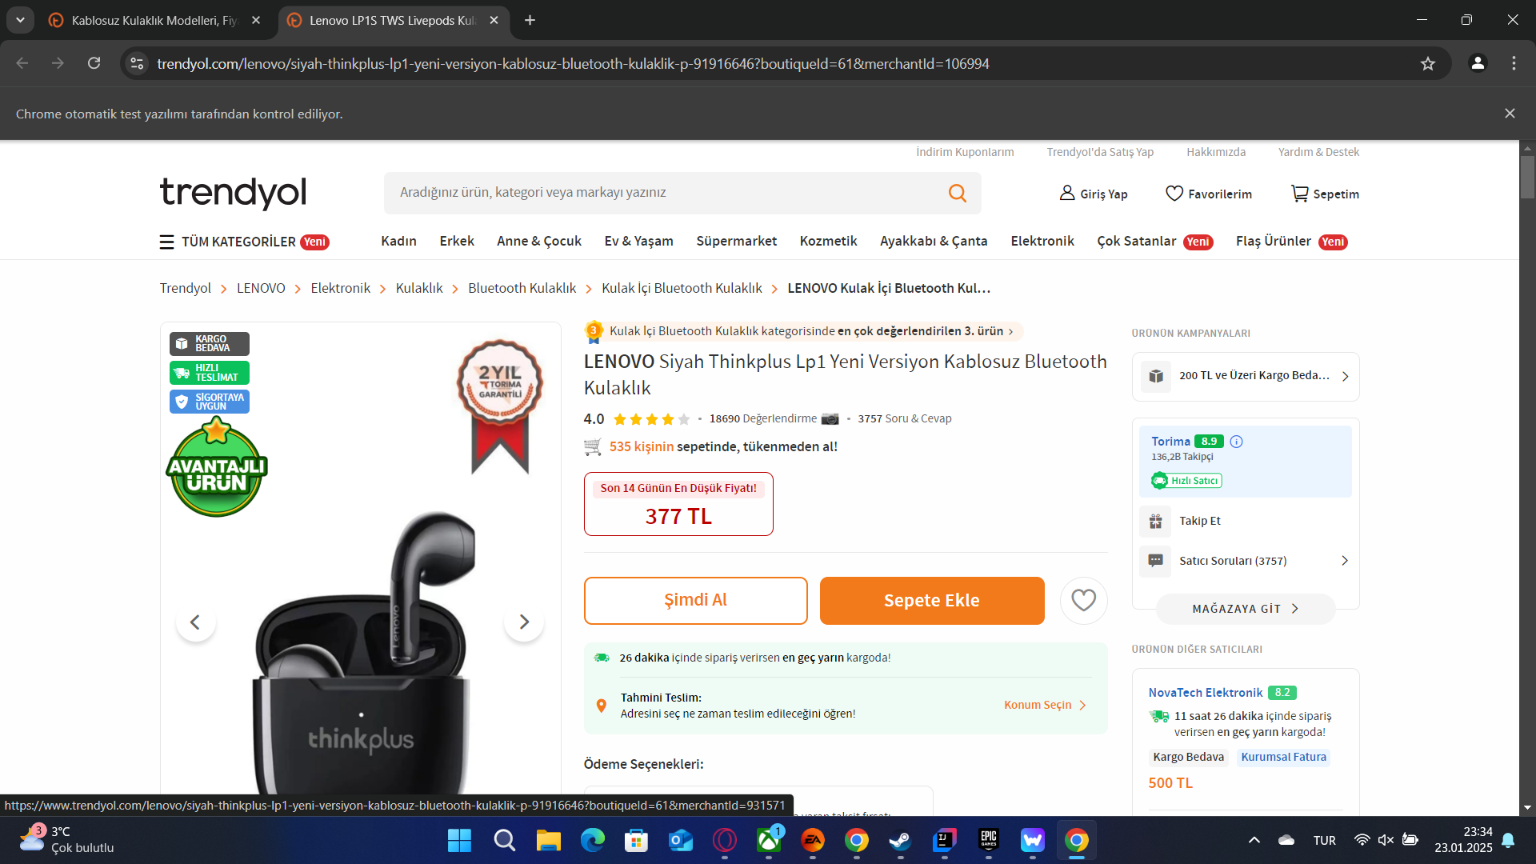 Kablosuz Kulaklık Modelleri, Fiy
Lenovo LP1S TWS Livepods Kul
trendyol.com/lenovo/siyah-thinkplus-lp1-yeni-versiyon-kablosuz-bluetooth-kulaklik-p-91916646?boutiqueId=61&merchantId=106994
Chrome otomatik test yazılımı tarafından kontrol ediliyor.
İndirim Kuponlarım
Trendyol'da Satış Yap
Hakkımızda
Yardım & Destek
trendyol
Aradığınız ürün, kategori veya markayı yazınız
Giriş Yap
Favorilerim
Sepetim
TÜM KATEGORİLER Yeni
Kadın
Erkek
Anne & Çocuk
Ev & Yaşam
Süpermarket
Kozmetik
Ayakkabı & Çanta
Elektronik
Çok Satanlar Yeni
Flaş Ürünler Yeni
Trendyol > LENOVO > Elektronik > Kulaklık > Bluetooth Kulaklık > Kulak İçi Bluetooth Kulaklık > LENOVO Kulak İçi Bluetooth Kul...
KARGO
BEDAVA
HIZLI
TESLİMAT
SİGORTAYA
UYGUN
AVANTAJLI
ÜRÜN
2 YIL
TORIMA
GARANTİLİ
Lenovo
thinkplus
3 Kulak İçi Bluetooth Kulaklık kategorisinde en çok değerlendirilen 3. ürün >
LENOVO Siyah Thinkplus Lp1 Yeni Versiyon Kablosuz Bluetooth
Kulaklık
4.0 • 18690 Değerlendirme • 3757 Soru & Cevap
535 kişinin sepetinde, tükenmeden al!
Son 14 Günün En Düşük Fiyatı!
377 TL
Şimdi Al
Sepete Ekle
26 dakika içinde sipariş verirsen en geç yarın kargoda!
Tahmini Teslim:
Adresini seç ne zaman teslim edileceğini öğren!
Konum Seçin >
Ödeme Seçenekleri:
ÜRÜNÜN KAMPANYALARI
200 TL ve Üzeri Kargo Beda... >
Torima 8.9
136,2B Takipçi
Hızlı Satıcı
Takip Et
Satıcı Soruları (3757) >
MAĞAZAYA GİT >
ÜRÜNÜN DİĞER SATICILARI
NovaTech Elektronik 8.2
11 saat 26 dakika içinde sipariş
verirsen en geç yarın kargoda!
Kargo Bedava
Kurumsal Fatura
500 TL
https://www.trendyol.com/lenovo/siyah-thinkplus-lp1-yeni-versiyon-kablosuz-bluetooth-kulaklik-p-91916646?boutiqueId=61&merchantId=931571
3
3°C
Çok bulutlu
1
EA
IJ
EPIC
GAMES
TUR
23:34
23.01.2025